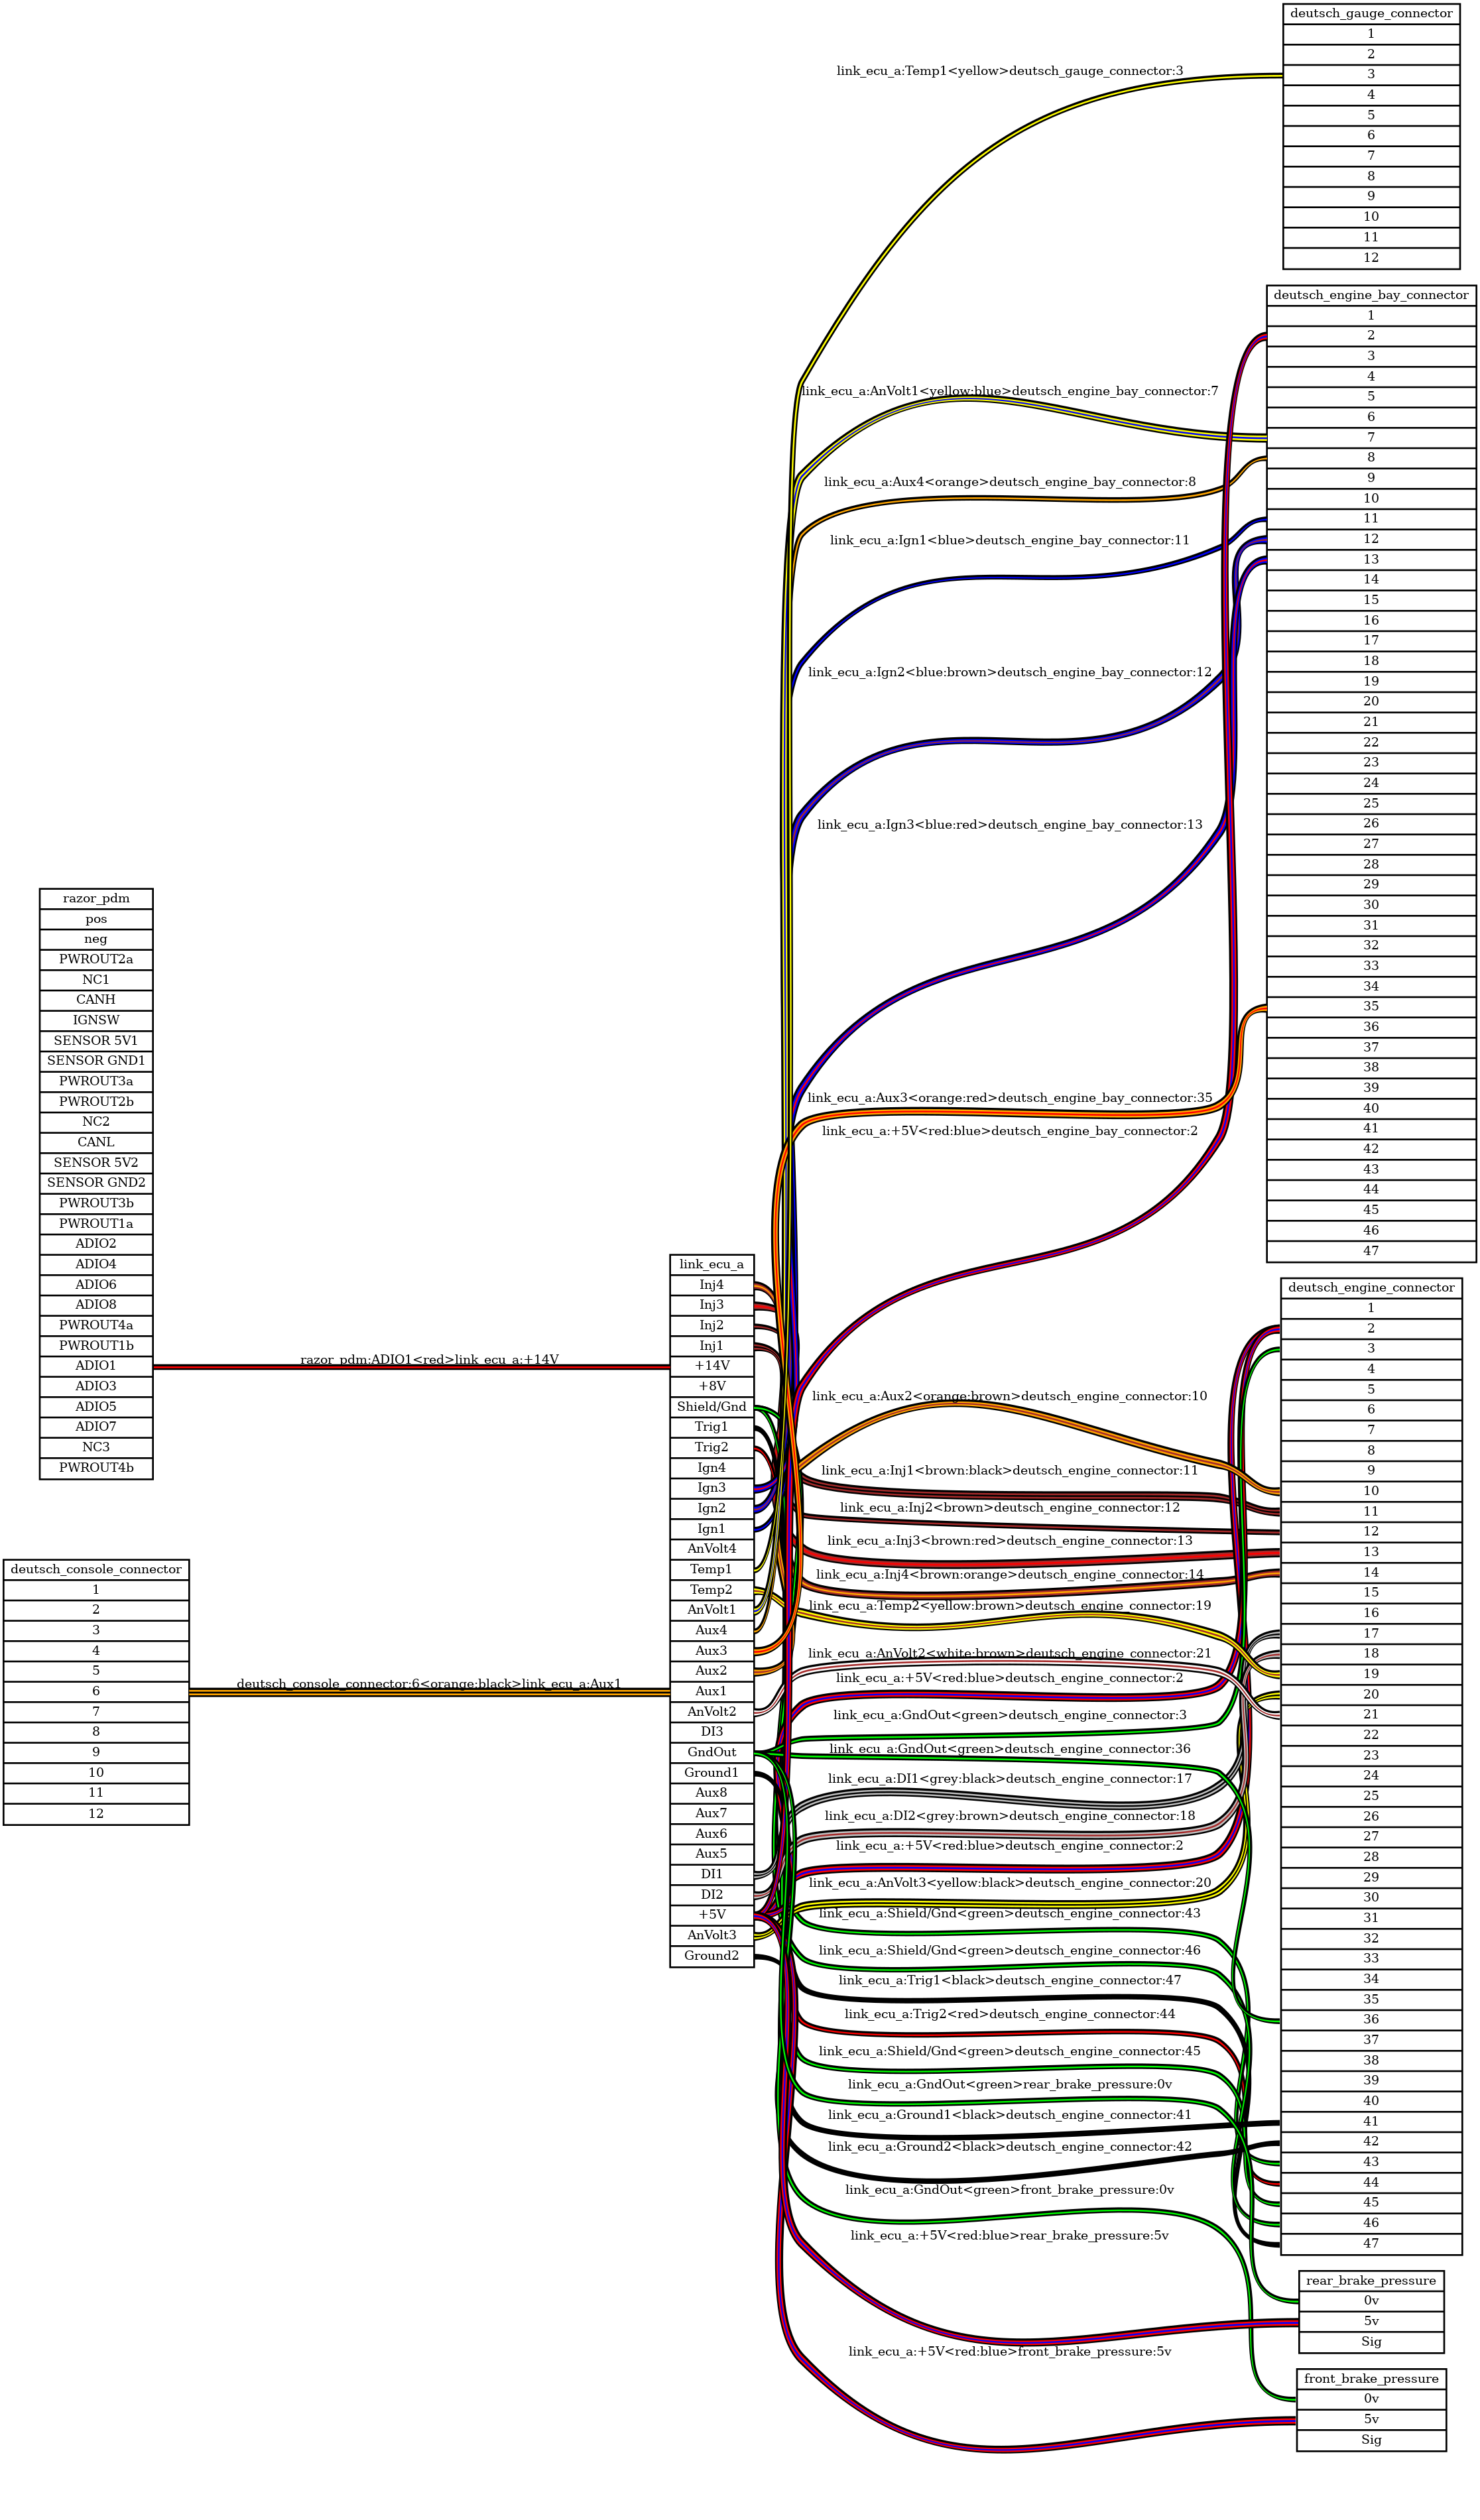 razor_pdm
pos
neg
PWROUT2a
NC1
CANH
IGNSW
SENSOR 5V1
SENSOR GND1
PWROUT3a
PWROUT2b
NC2
CANL
SENSOR 5V2
SENSOR GND2
PWROUT3b
PWROUT1a
ADIO2
ADIO4
ADIO6
ADIO8
PWROUT4a
PWROUT1b
ADIO1
ADIO3
ADIO5
ADIO7
NC3
PWROUT4b
deutsch_console_connector
1
2
3
4
5
6
7
8
9
10
11
12
razor_pdm:ADIO1<red>link_ecu_a:+14V
deutsch_console_connector:6<orange:black>link_ecu_a:Aux1
link_ecu_a
Inj4
Inj3
Inj2
Inj1
+14V
+8V
Shield/Gnd
Trig1
Trig2
Ign4
Ign3
Ign2
Ign1
AnVolt4
Temp1
Temp2
AnVolt1
Aux4
Aux3
Aux2
Aux1
AnVolt2
DI3
GndOut
Ground1
Aux8
Aux7
Aux6
Aux5
DI1
DI2
+5V
AnVolt3
Ground2
link_ecu_a:Temp1<yellow>deutsch_gauge_connector:3
link_ecu_a:AnVolt1<yellow:blue>deutsch_engine_bay_connector:7
link_ecu_a:Aux4<orange>deutsch_engine_bay_connector:8
link_ecu_a:Ign1<blue>deutsch_engine_bay_connector:11
link_ecu_a:Ign2<blue:brown>deutsch_engine_bay_connector:12
link_ecu_a:Ign3<blue:red>deutsch_engine_bay_connector:13
link_ecu_a:Aux3<orange:red>deutsch_engine_bay_connector:35
link_ecu_a:+5V<red:blue>deutsch_engine_bay_connector:2
link_ecu_a:Aux2<orange:brown>deutsch_engine_connector:10
link_ecu_a:Inj1<brown:black>deutsch_engine_connector:11
link_ecu_a:Inj2<brown>deutsch_engine_connector:12
link_ecu_a:Inj3<brown:red>deutsch_engine_connector:13
link_ecu_a:Inj4<brown:orange>deutsch_engine_connector:14
link_ecu_a:Temp2<yellow:brown>deutsch_engine_connector:19
link_ecu_a:AnVolt2<white:brown>deutsch_engine_connector:21
link_ecu_a:+5V<red:blue>deutsch_engine_connector:2
link_ecu_a:GndOut<green>deutsch_engine_connector:3
link_ecu_a:GndOut<green>deutsch_engine_connector:36
link_ecu_a:DI1<grey:black>deutsch_engine_connector:17
link_ecu_a:DI2<grey:brown>deutsch_engine_connector:18
link_ecu_a:+5V<red:blue>deutsch_engine_connector:2
link_ecu_a:AnVolt3<yellow:black>deutsch_engine_connector:20
link_ecu_a:Shield/Gnd<green>deutsch_engine_connector:43
link_ecu_a:Shield/Gnd<green>deutsch_engine_connector:46
link_ecu_a:Trig1<black>deutsch_engine_connector:47
link_ecu_a:Trig2<red>deutsch_engine_connector:44
link_ecu_a:Shield/Gnd<green>deutsch_engine_connector:45
link_ecu_a:GndOut<green>rear_brake_pressure:0v
link_ecu_a:Ground1<black>deutsch_engine_connector:41
link_ecu_a:Ground2<black>deutsch_engine_connector:42
link_ecu_a:GndOut<green>front_brake_pressure:0v
link_ecu_a:+5V<red:blue>rear_brake_pressure:5v
link_ecu_a:+5V<red:blue>front_brake_pressure:5v
deutsch_gauge_connector
1
2
3
4
5
6
7
8
9
10
11
12
deutsch_engine_bay_connector
1
2
3
4
5
6
7
8
9
10
11
12
13
14
15
16
17
18
19
20
21
22
23
24
25
26
27
28
29
30
31
32
33
34
35
36
37
38
39
40
41
42
43
44
45
46
47
deutsch_engine_connector
1
2
3
4
5
6
7
8
9
10
11
12
13
14
15
16
17
18
19
20
21
22
23
24
25
26
27
28
29
30
31
32
33
34
35
36
37
38
39
40
41
42
43
44
45
46
47
rear_brake_pressure
0v
5v
Sig
front_brake_pressure
0v
5v
Sig